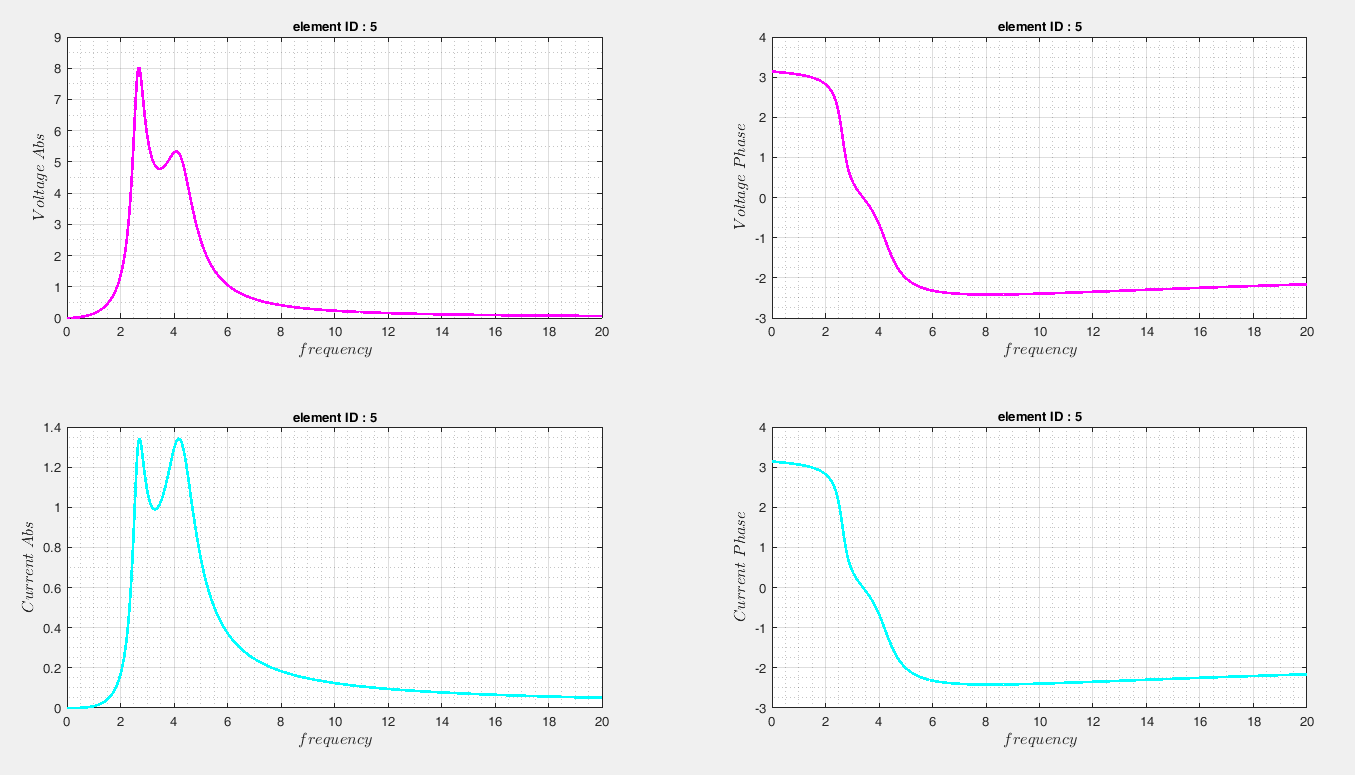 element ID : 5
9
8
7
6
5
4
3
2
1
0
Voltage Abs
0 2 4 6 8 10 12 14 16 18 20
frequency
element ID : 5
4
3
2
1
0
-1
-2
-3
Voltage Phase
0 2 4 6 8 10 12 14 16 18 20
frequency
element ID : 5
1.4
1.2
1
0.8
0.6
0.4
0.2
0
Current Abs
0 2 4 6 8 10 12 14 16 18 20
frequency
element ID : 5
4
3
2
1
0
-1
-2
-3
Current Phase
0 2 4 6 8 10 12 14 16 18 20
frequency